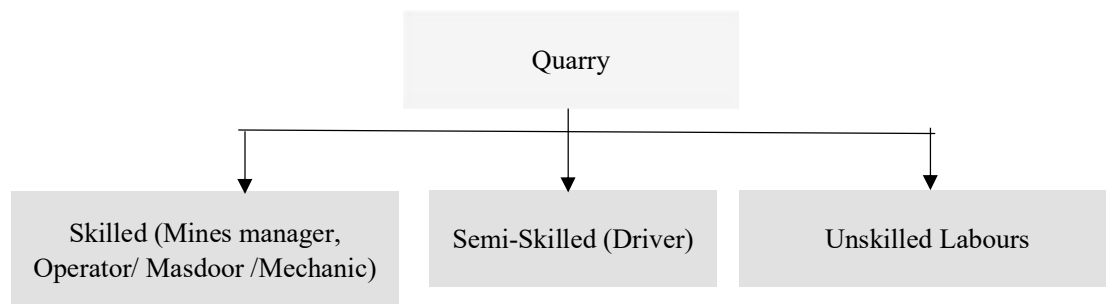 Quarry
Skilled (Mines manager,
Operator/ Masdoor /Mechanic)
Semi-Skilled (Driver)
Unskilled Labours